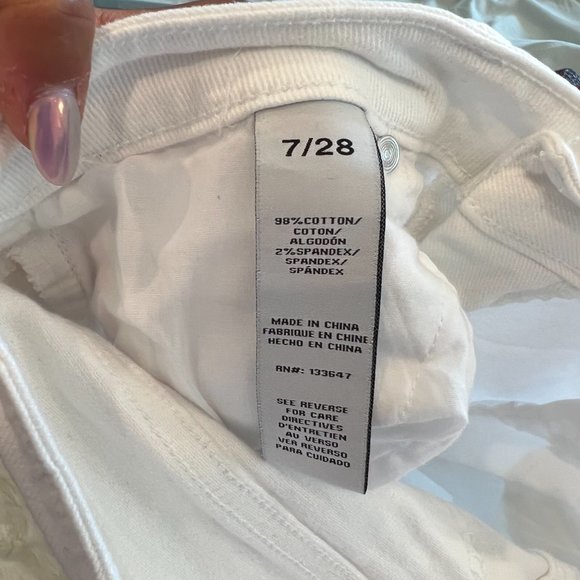 7/28
98%COTTON/
COTON/
ALGODÓN
2%SPANDEX/
SPANDEX/
SPÁNDEX
MADE IN CHINA
FABRIQUE EN CHINE
HECHO EN CHINA
RN#: 133647
SEE REVERSE
FOR CARE
DIRECTIVES
D'ENTRETIEN
AU VERSO
VER REVERSO
PARA CUIDADO